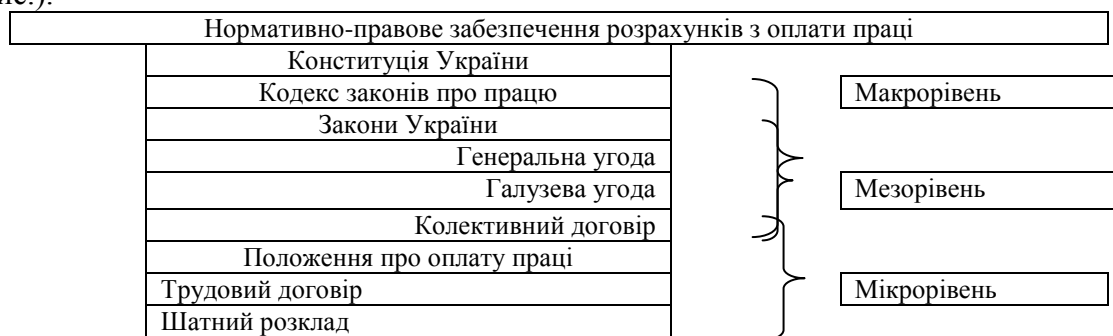 ис.).
Нормативно-правове забезпечення розрахунків з оплати праці
Конституція України
Кодекс законів про працю
Макрорівень
Закони України
Генеральна угода
Галузева угода
Мезорівень
Колективний договір
Положення про оплату праці
Трудовий договір
Мікрорівень
Шатний розклад